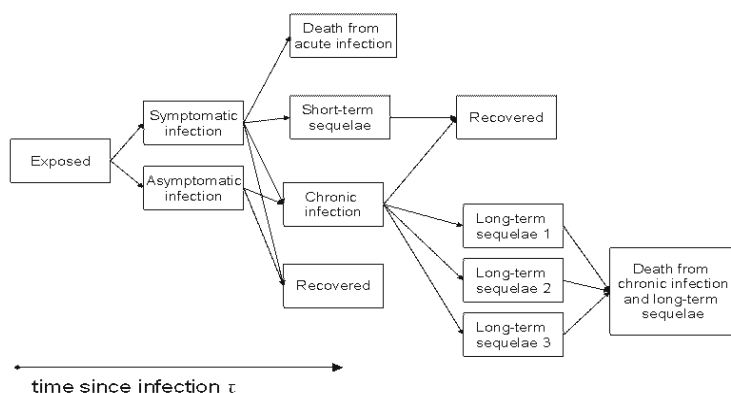 Death from
acute infection
Symptomatic
infection
Short-term
sequelae
Recovered
Exposed
Asymptomatic
infection
Chronic
infection
Long-term
sequelae 1
Recovered
Long-term
sequelae 2
Death from
chronic infection
and long-term
sequelae
Long-term
sequelae 3
time since infection τ